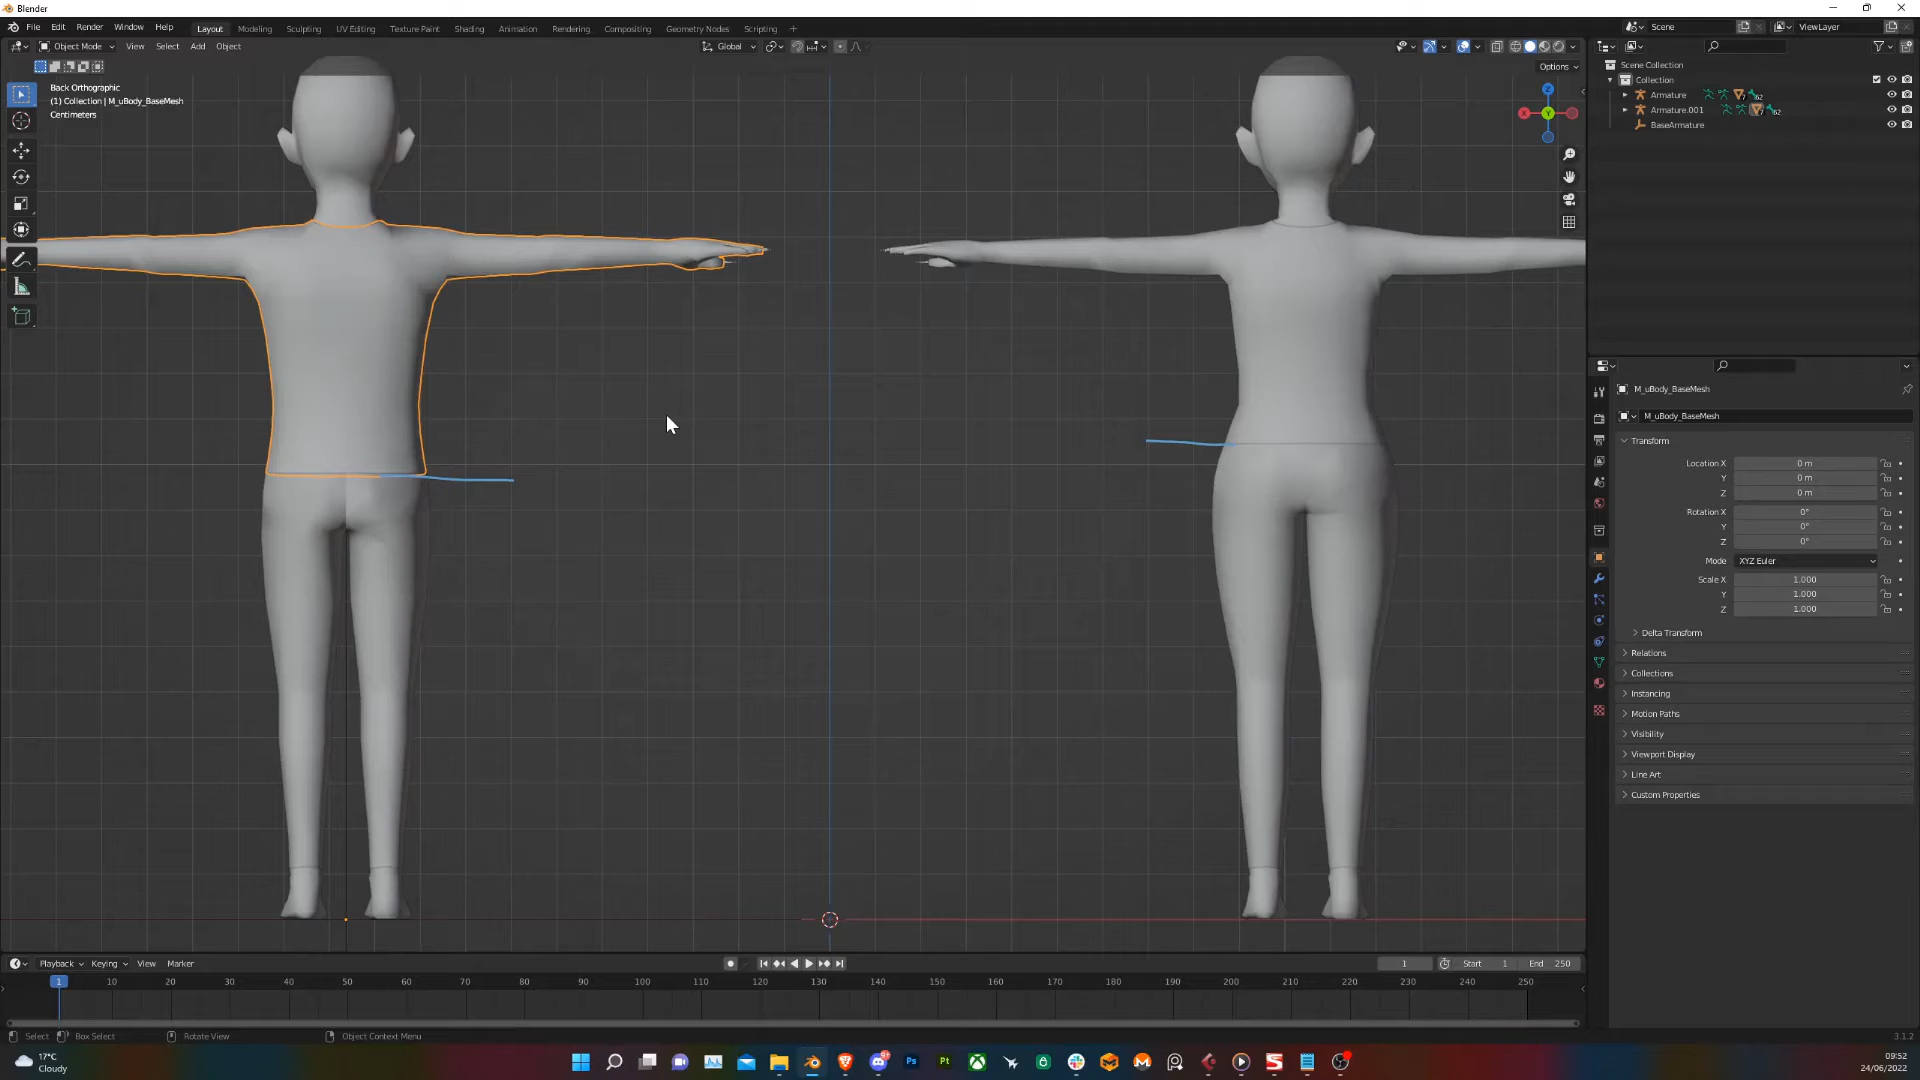 Blender
File Edit Render Window Help Layout Modeling Sculpting UV Editing Texture Paint Shading Animation Rendering Compositing Geometry Nodes Scripting + Scene ViewLayer
Object Mode View Select Add Object Global
Options
Back Orthographic
(1) Collection | M_uBody_BaseMesh
Centimeters
Z
X
Y
Scene Collection
Collection
Armature 7 62
Armature.001 7 62
BaseArmature
M_uBody_BaseMesh
M_uBody_BaseMesh
Transform
Location X 0 m
Y 0 m
Z 0 m
Rotation X 0°
Y 0°
Z 0°
Mode XYZ Euler
Scale X 1.000
Y 1.000
Z 1.000
Delta Transform
Relations
Collections
Instancing
Motion Paths
Visibility
Viewport Display
Line Art
Custom Properties
Playback Keying View Marker 1 Start 1 End 250
1 10 20 30 40 50 60 70 80 90 100 110 120 130 140 150 160 170 180 190 200 210 220 230 240 250
Select Box Select Rotate View Object Context Menu 3.1.2
17°C
Cloudy
Ps Pt
09:52
24/06/2022